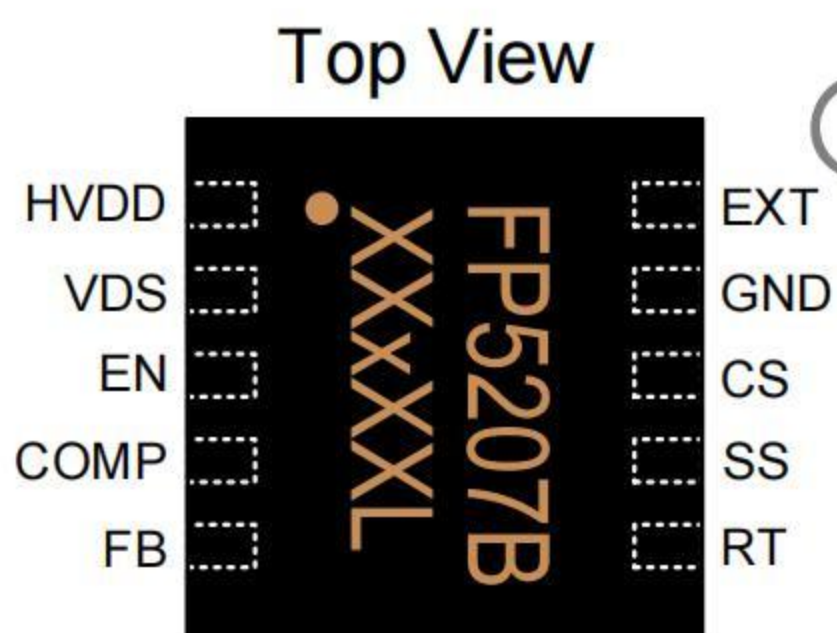 Top View
HVDD
VDS
EN
COMP
FB
FP5207B
XXxXXL
EXT
GND
CS
SS
RT